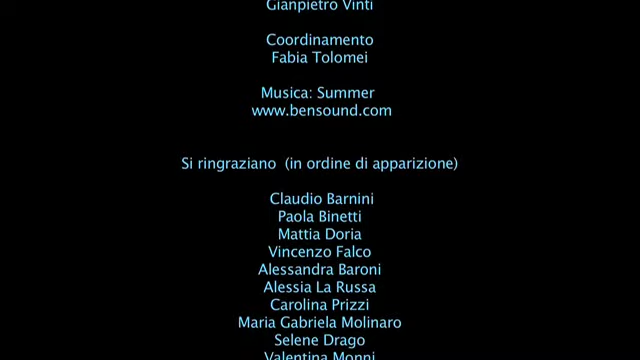 Gianpietro Vinti
Coordinamento
Fabia Tolomei
Musica: Summer
www.bensound.com
Si ringraziano (in ordine di apparizione)
Claudio Barnini
Paola Binetti
Mattia Doria
Vincenzo Falco
Alessandra Baroni
Alessia La Russa
Carolina Prizzi
Maria Gabriela Molinaro
Selene Drago
Valentina Monni